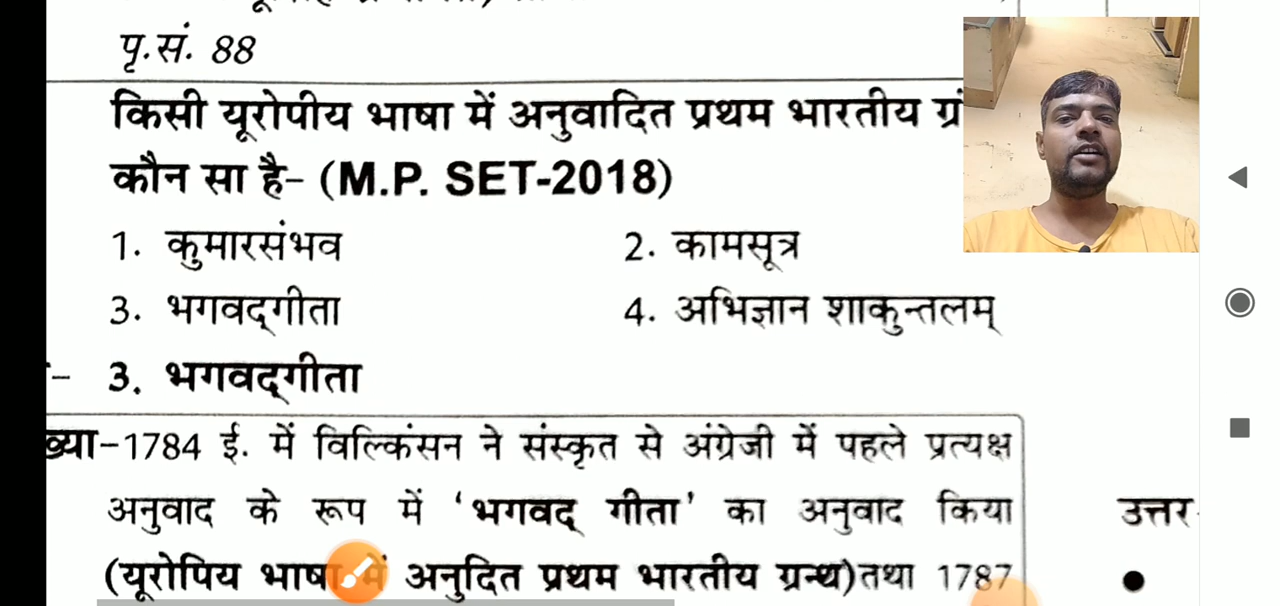 पृ.सं. 88
किसी यूरोपीय भाषा में अनुवादित प्रथम भारतीय
कौन सा है- (M.P. SET-2018)
1. कुमारसंभव 2. कामसूत्र
3. भगवद्गीता 4. अभिज्ञान शाकुन्तलम्
- 3. भगवद्गीता
ख्या-1784 ई. में विल्किंसन ने संस्कृत से अंग्रेजी में पहले प्रत्यक्ष
अनुवाद के रूप में 'भगवद् गीता' का अनुवाद किया
(यूरोपिय भाषा में अनुदित प्रथम भारतीय ग्रन्थ)तथा 1787
उत्तर